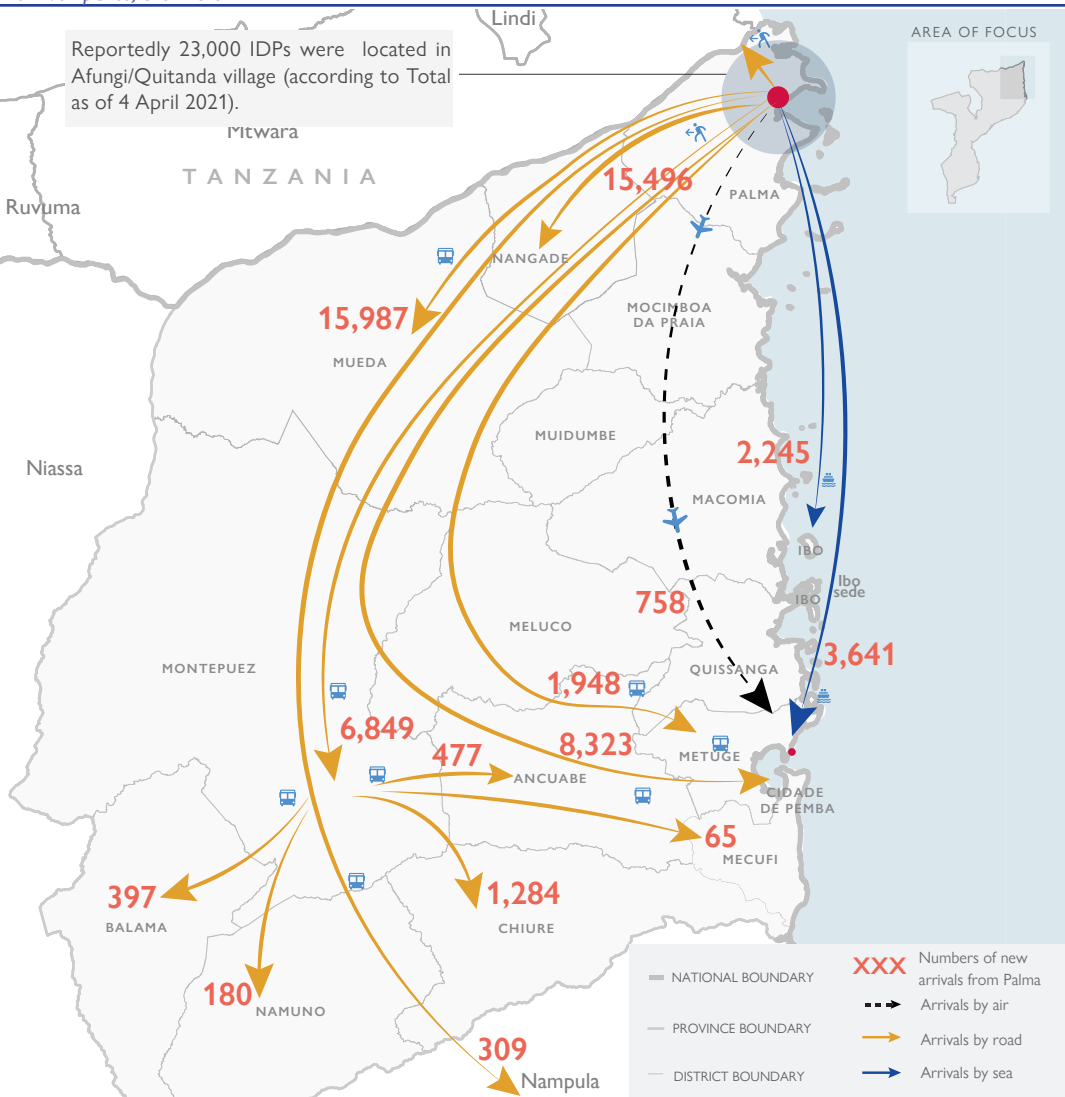 Lindi
AREA OF FOCUS
Reportedly 23,000 IDPs were located in
Afungi/Quitanda village (according to Total
as of 4 April 2021).
Mtwara
TANZANIA
Ruvuma
15,496
PALMA
NANGADE
15,987
MOCIMBOA
DA PRAIA
MUEDA
MUIDUMBE
2,245
Niassa
MACOMIA
IBO
Ibo
sede
IBO
758
MELUCO
3,641
MONTEPUEZ
QUISSANGA
1,948
6,849
8,323
477
METUGE
ANCUABE
CIDADE
DE PEMBA
65
MECUFI
397
1,284
BALAMA
CHIURE
180
NAMUNO
309
Nampula
NATIONAL BOUNDARY
PROVINCE BOUNDARY
DISTRICT BOUNDARY
XXX
Numbers of new
arrivals from Palma
Arrivals by air
Arrivals by road
Arrivals by sea